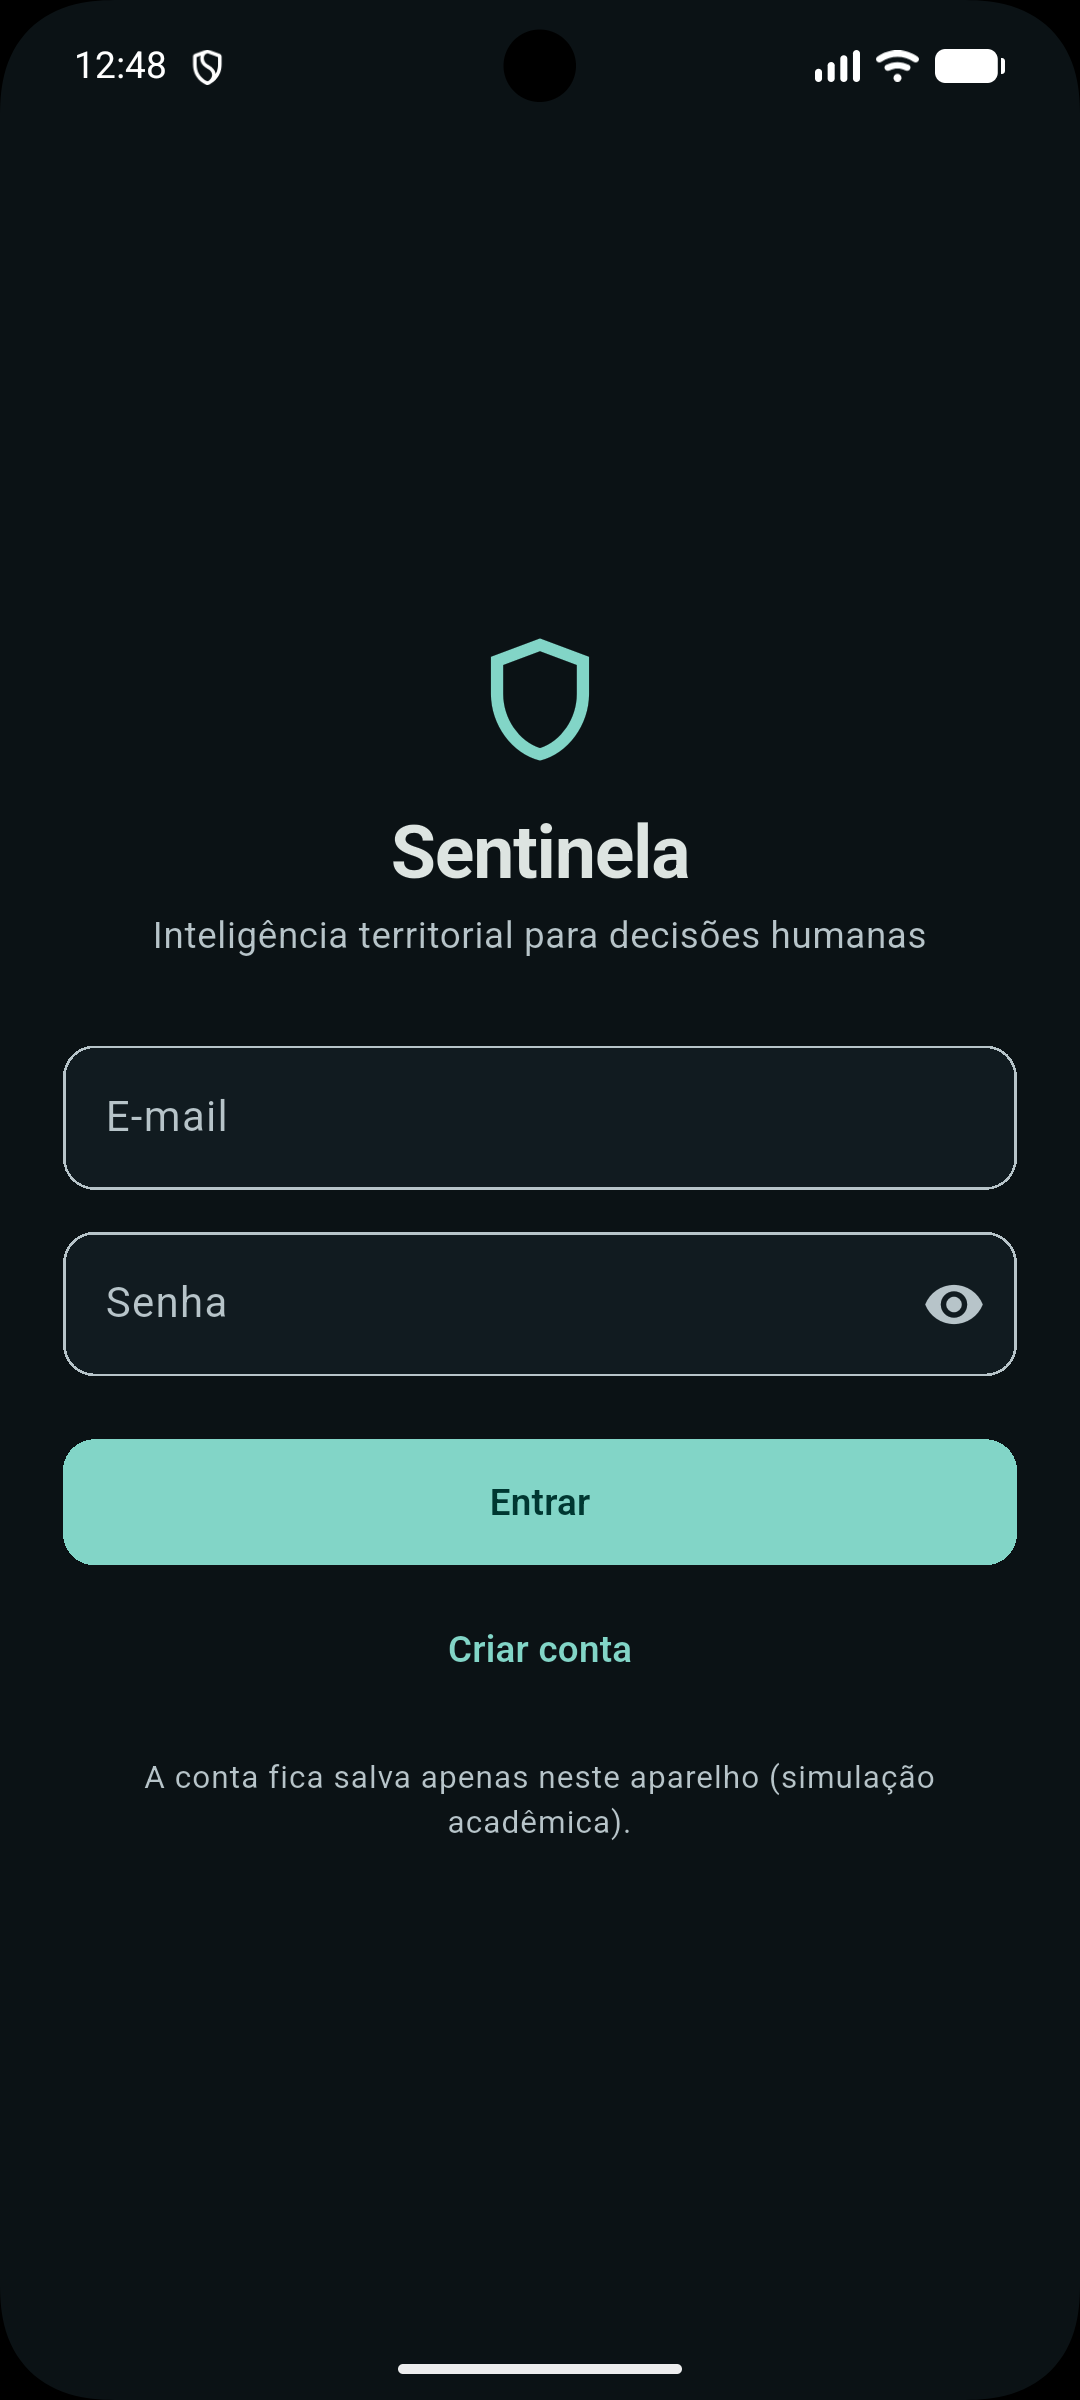 12:48
Sentinela
Inteligência territorial para decisões humanas
E-mail
Senha
Entrar
Criar conta
A conta fica salva apenas neste aparelho (simulação
acadêmica).